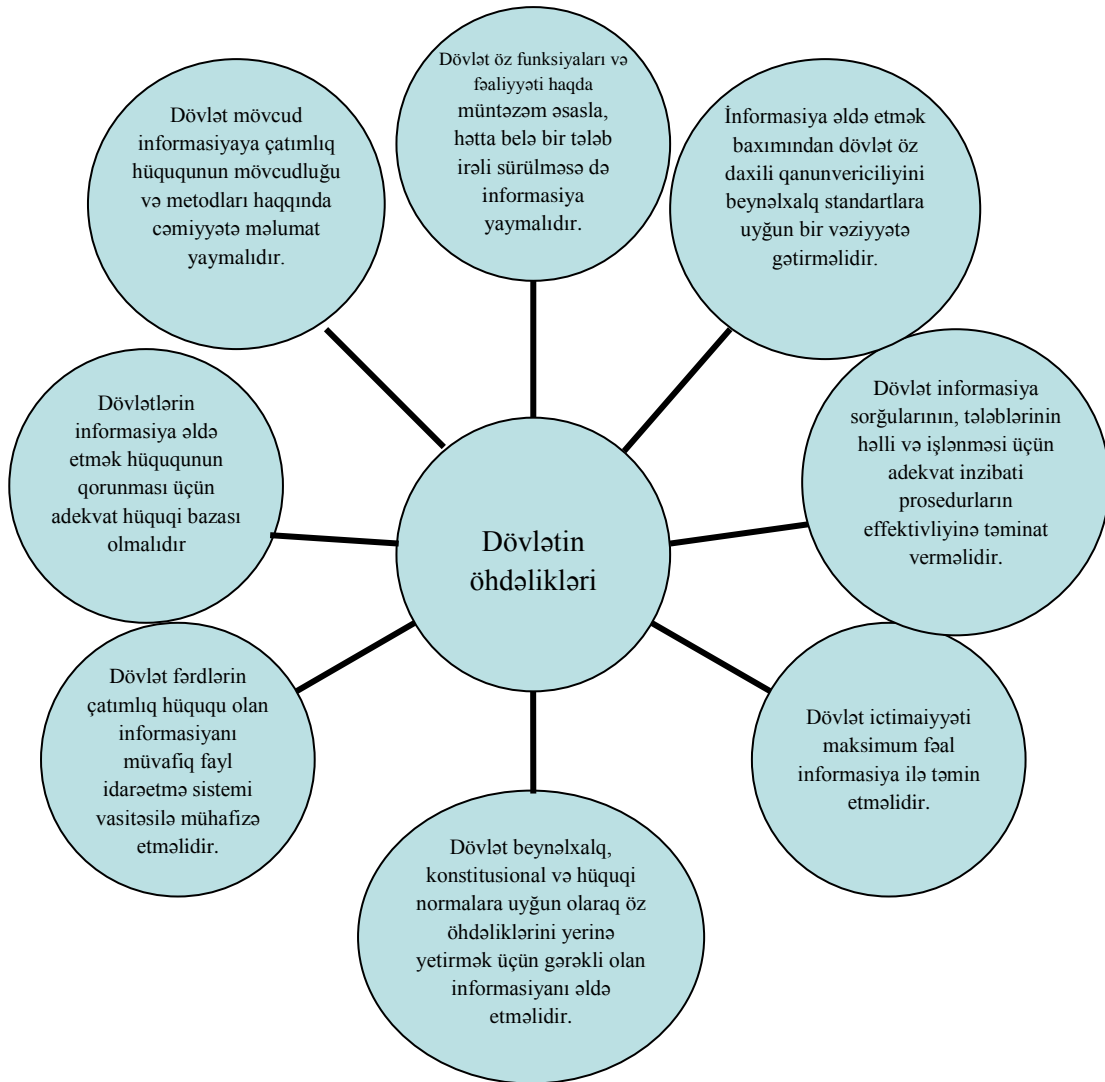 Dövlət öz funksiyaları və
fəaliyyəti haqda
müntəzəm əsasla,
hətta belə bir tələb
irəli sürülməsə də
informasiya
yaymalıdır.
Dövlət mövcud
informasiyaya çatımlıq
hüququnun mövcudluğu
və metodları haqqında
cəmiyyətə məlumat
yaymalıdır.
İnformasiya əldə etmək
baxımından dövlət öz
daxili qanunvericiliyini
beynəlxalq standartlara
uyğun bir vəziyyətə
gətirməlidir.
Dövlətlərin
informasiya əldə
etmək hüququnun
qorunması üçün
adekvat hüquqi bazası
olmalıdır
Dövlət informasiya
sorğularının, tələblərinin
həlli və işlənməsi üçün
adekvat inzibati
prosedurların
effektivliyinə təminat
verməlidir.
Dövlətin
öhdəlikləri
Dövlət fərdlərin
çatımlıq hüququ olan
informasiyanı
müvafiq fayl
idarəetmə sistemi
vasitəsilə mühafizə
etməlidir.
Dövlət ictimaiyyəti
maksimum fəal
informasiya ilə təmin
etməlidir.
Dövlət beynəlxalq,
konstitusional və hüquqi
normalara uyğun olaraq öz
öhdəliklərini yerinə
yetirmək üçün gərəkli olan
informasiyanı əldə
etməlidir.